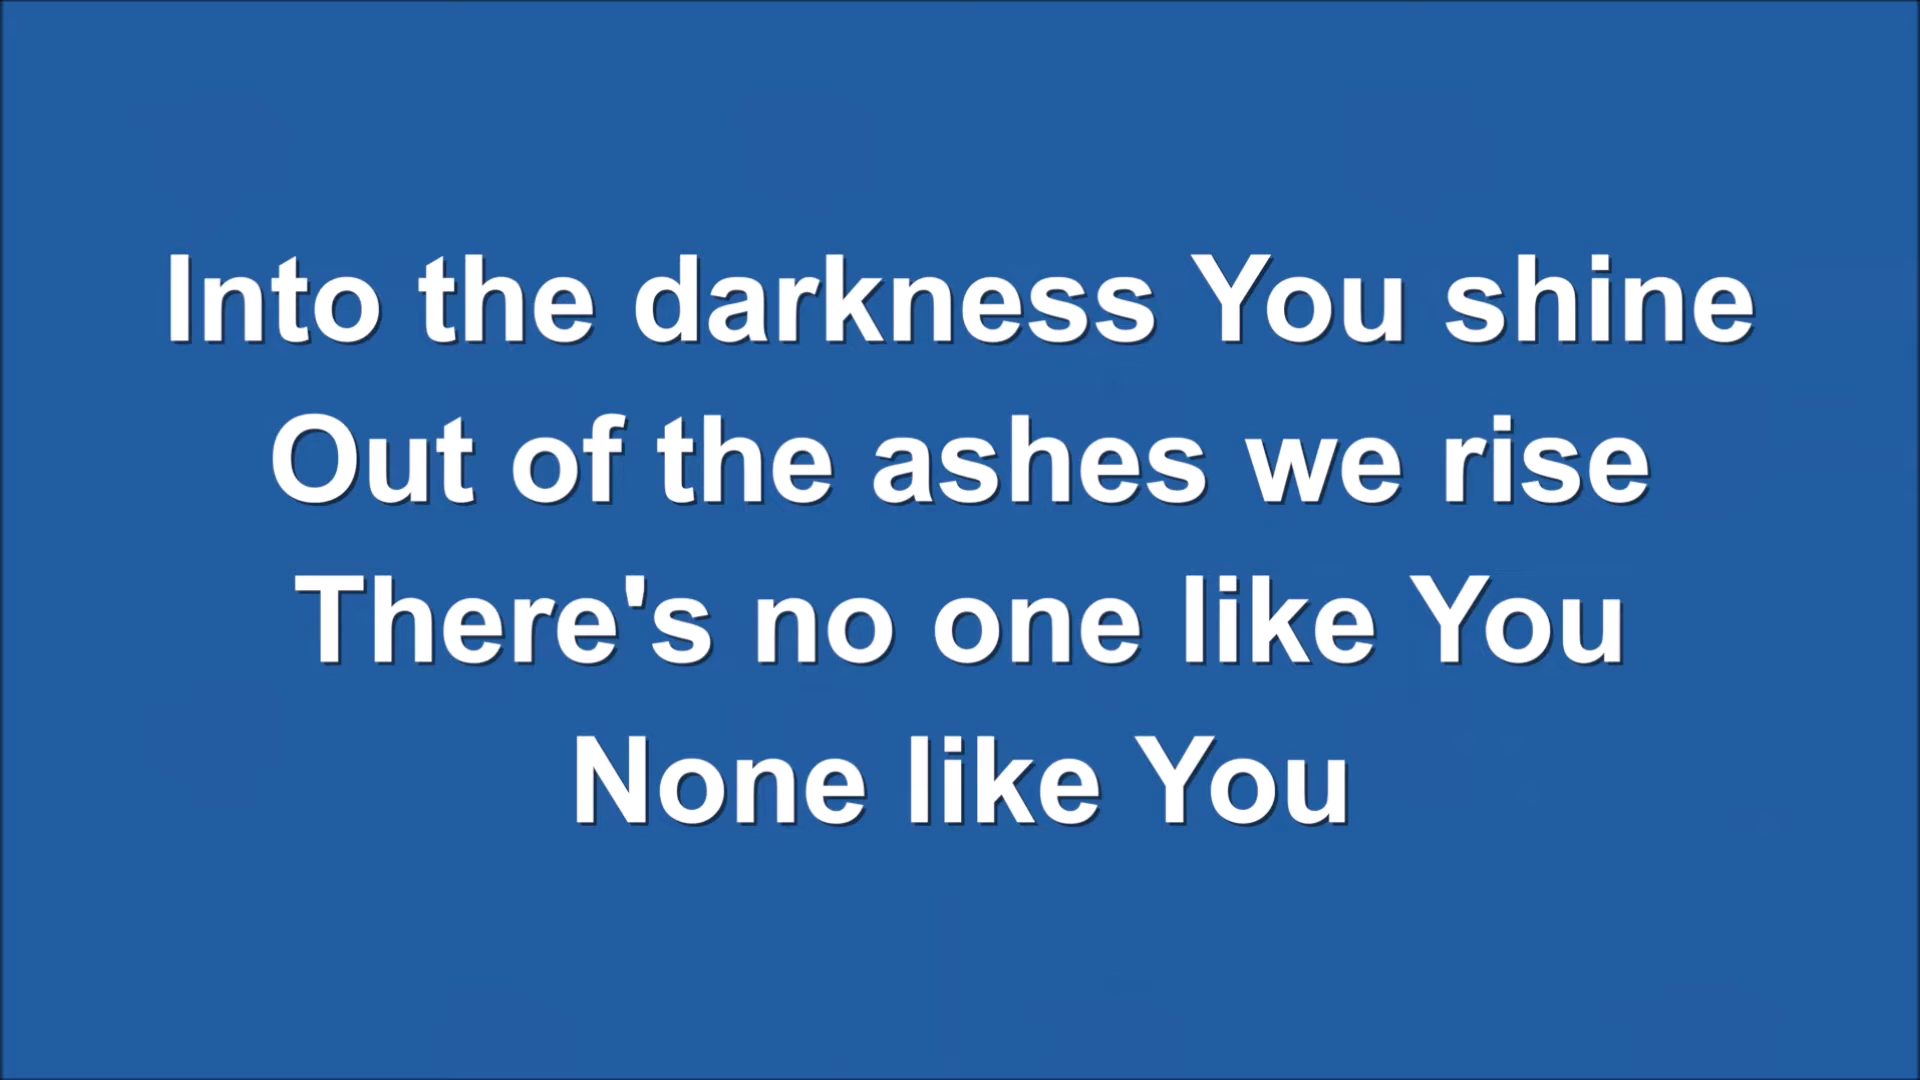 Into the darkness You shine
Out of the ashes we rise
There's no one like You
None like You